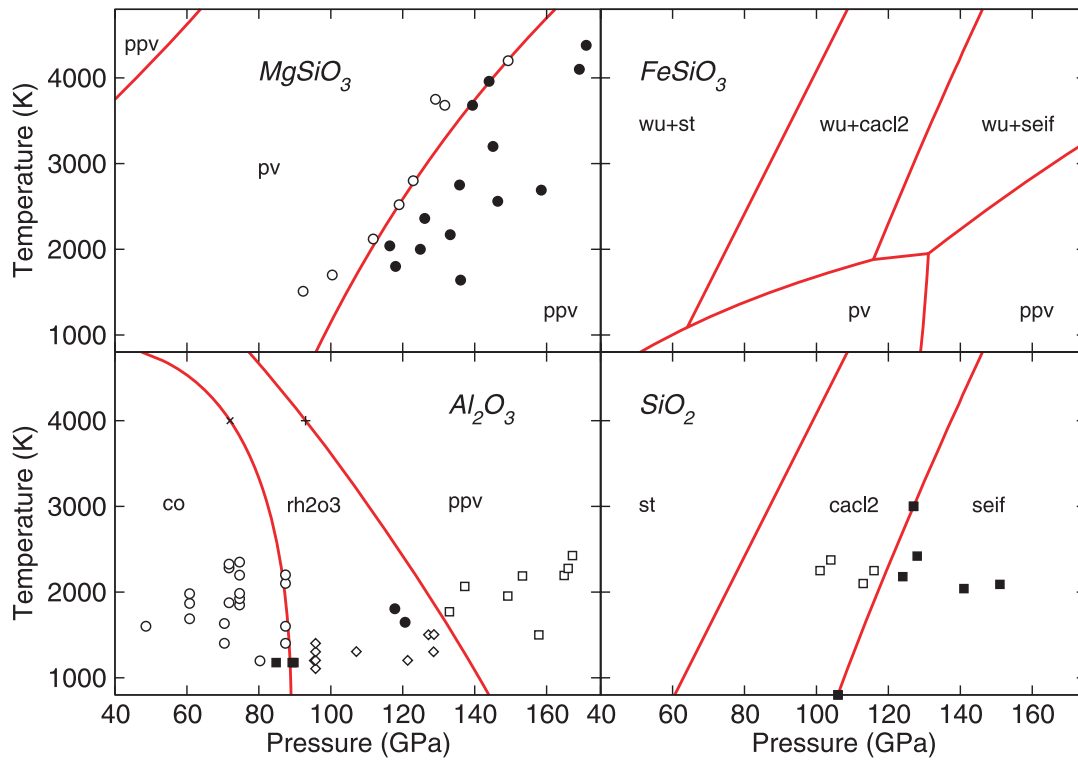 ppv
MgSiO3
pv
ppv
FeSiO3
wu+st
wu+cacl2
wu+seif
pv
ppv
4000
3000
2000
1000
Temperature (K)
Al2O3
co
rh2o3
ppv
SiO2
st
cacl2
seif
4000
3000
2000
1000
Temperature (K)
40 60 80 100 120 140 160 40 60 80 100 120 140 160
Pressure (GPa)
Pressure (GPa)